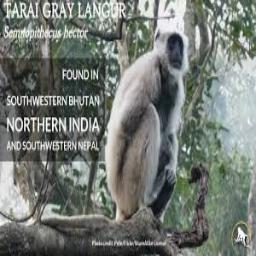 TARAI GRAY LANGUR
Semnopithecus hector
FOUND IN
SOUTHWESTERN BHUTAN
NORTHERN INDIA
AND SOUTHWESTERN NEPAL